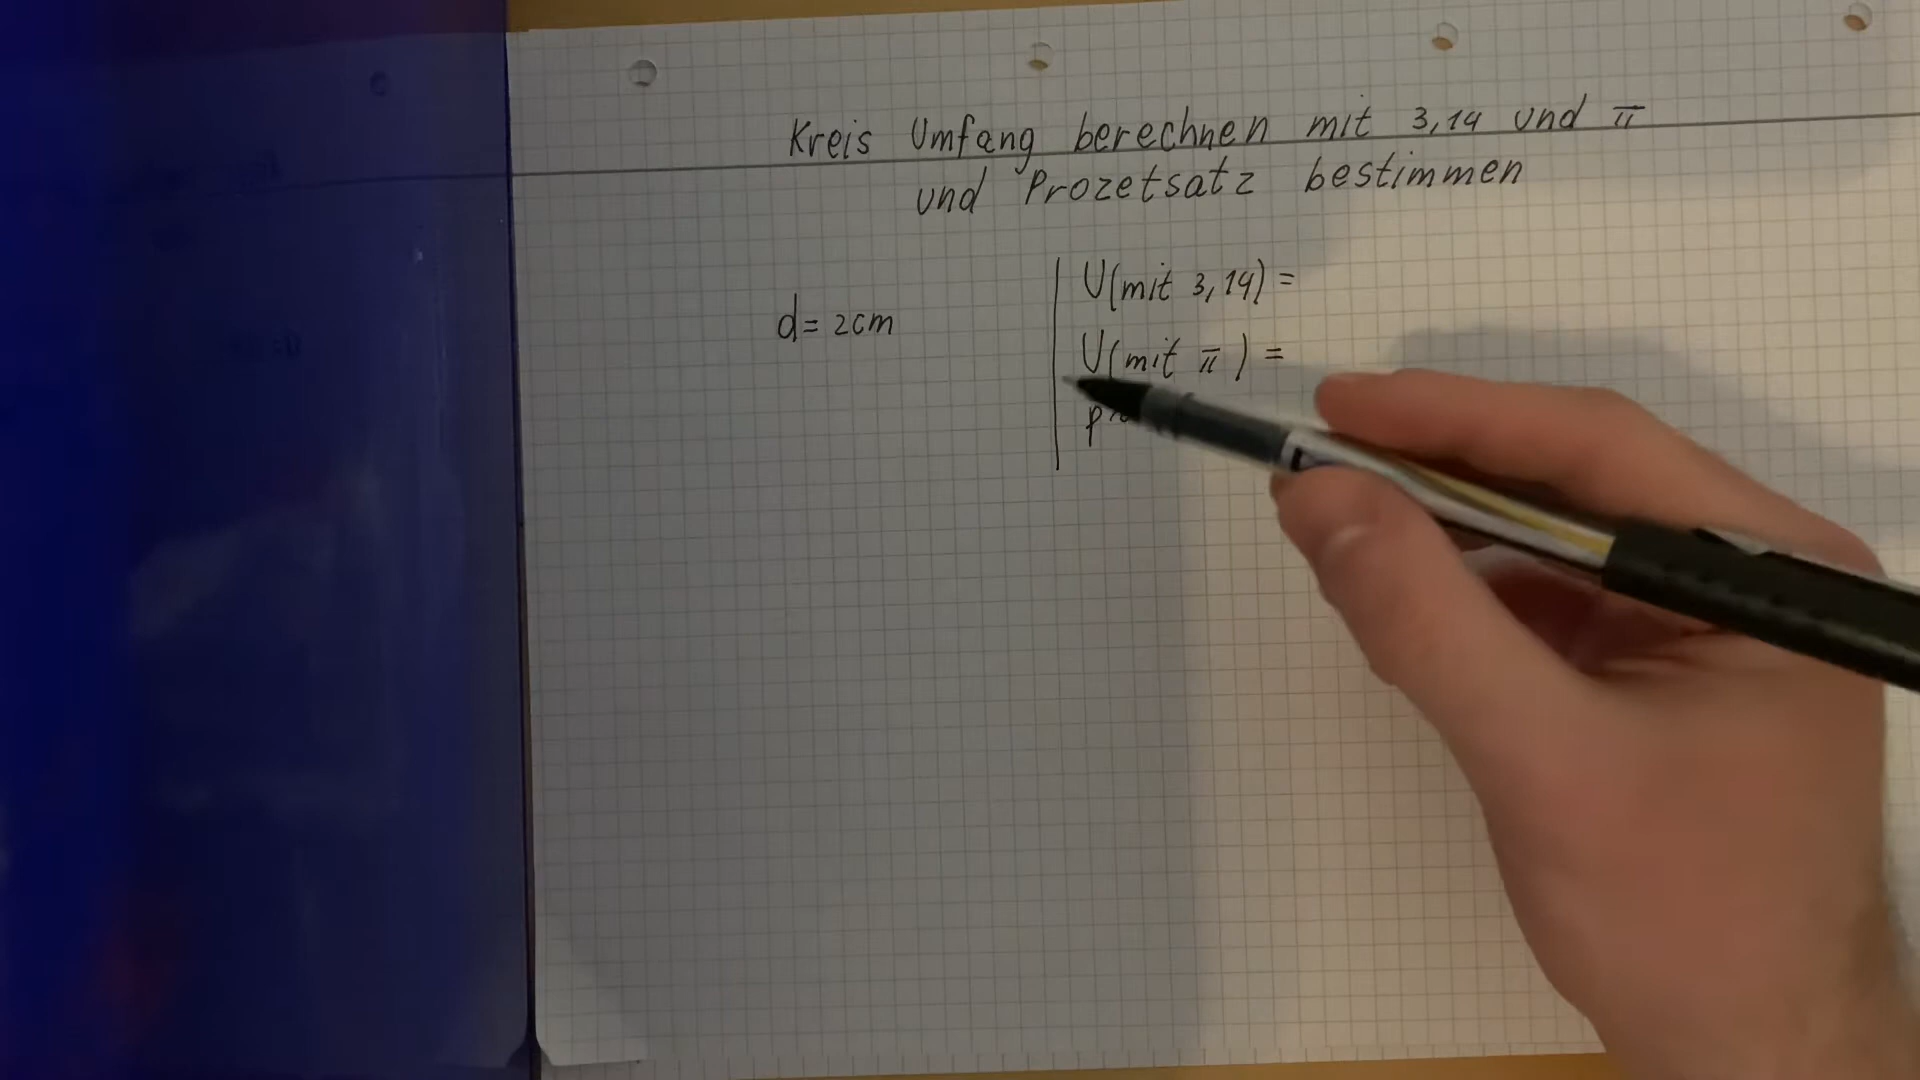 Kreis Umfang berechnen mit 3,14 und π
und Prozetsatz bestimmen
d= 2cm
U(mit 3,14) =
U(mit π) =